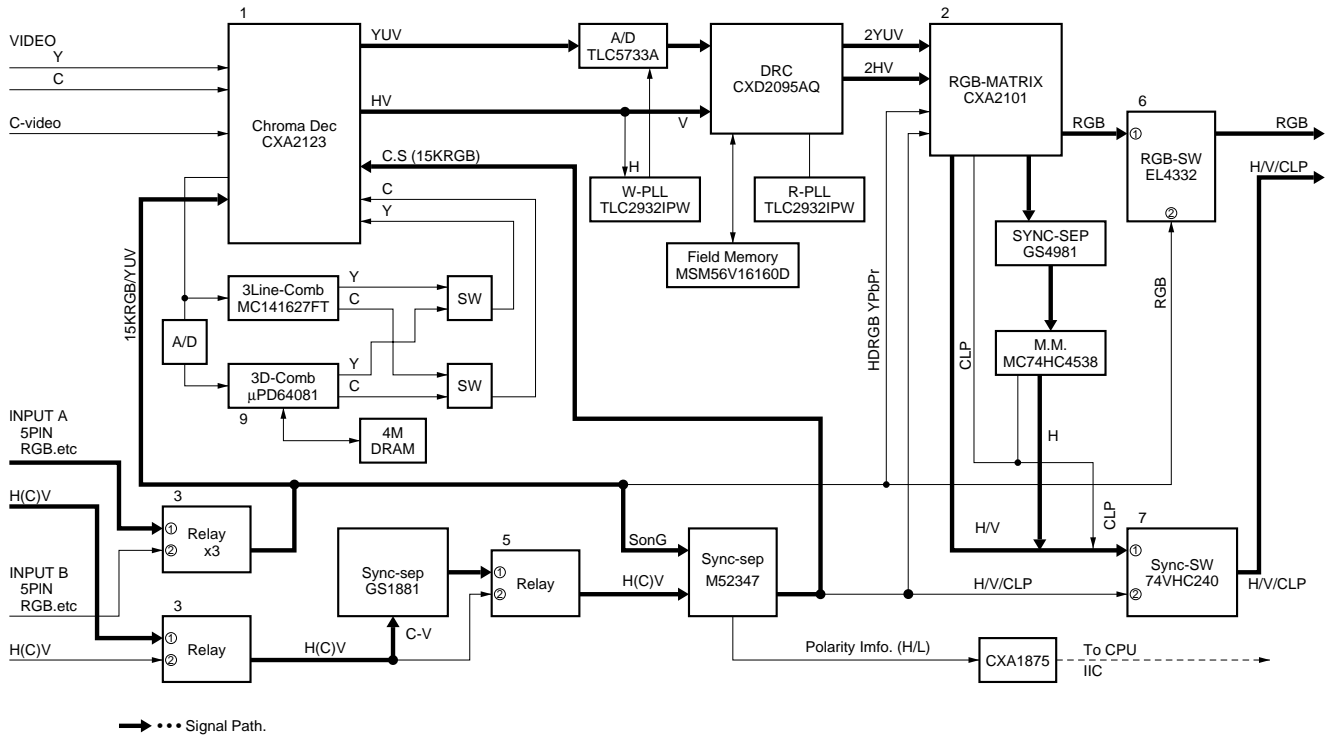 1
2
VIDEO
Y
C
C-video
Chroma Dec
CXA2123
YUV
HV
A/D
TLC5733A
V
H
DRC
CXD2095AQ
2YUV
2HV
RGB-MATRIX
CXA2101
RGB
6
①
RGB-SW
EL4332
②
RGB
H/V/CLP
C.S (15KRGB)
C
Y
W-PLL
TLC2932IPW
R-PLL
TLC2932IPW
Field Memory
MSM56V16160D
SYNC-SEP
GS4981
M.M.
MC74HC4538
15KRGB/YUV
3Line-Comb
MC141627FT
Y
C
SW
A/D
3D-Comb
µPD64081
Y
C
SW
9
4M
DRAM
HDRGB YPbPr
CLP
RGB
H
CLP
INPUT A
5PIN
RGB.etc
H(C)V
3
①
②
Relay
x3
INPUT B
5PIN
RGB.etc
H(C)V
3
①
②
Relay
H(C)V
Sync-sep
GS1881
C-V
5
①
②
Relay
H(C)V
SonG
Sync-sep
M52347
H/V
H/V/CLP
7
①
②
Sync-SW
74VHC240
H/V/CLP
Polarity Imfo. (H/L)
CXA1875
To CPU
IIC
• • • Signal Path.